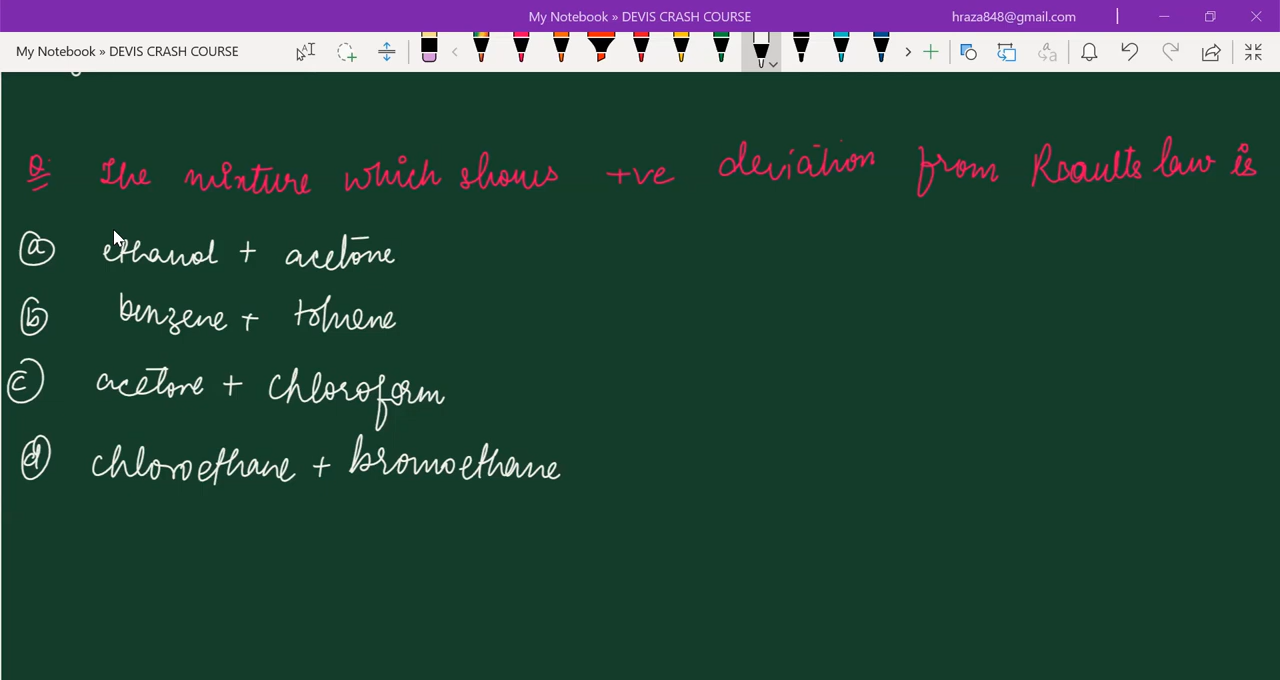 My Notebook » DEVIS CRASH COURSE
hraza848@gmail.com
My Notebook » DEVIS CRASH COURSE
Q: The mixture which shows +ve deviation from Roaults law is
(a) ethanol + acetone
(b) benzene + toluene
(c) acetone + chloroform
(d) chloroethane + bromoethane